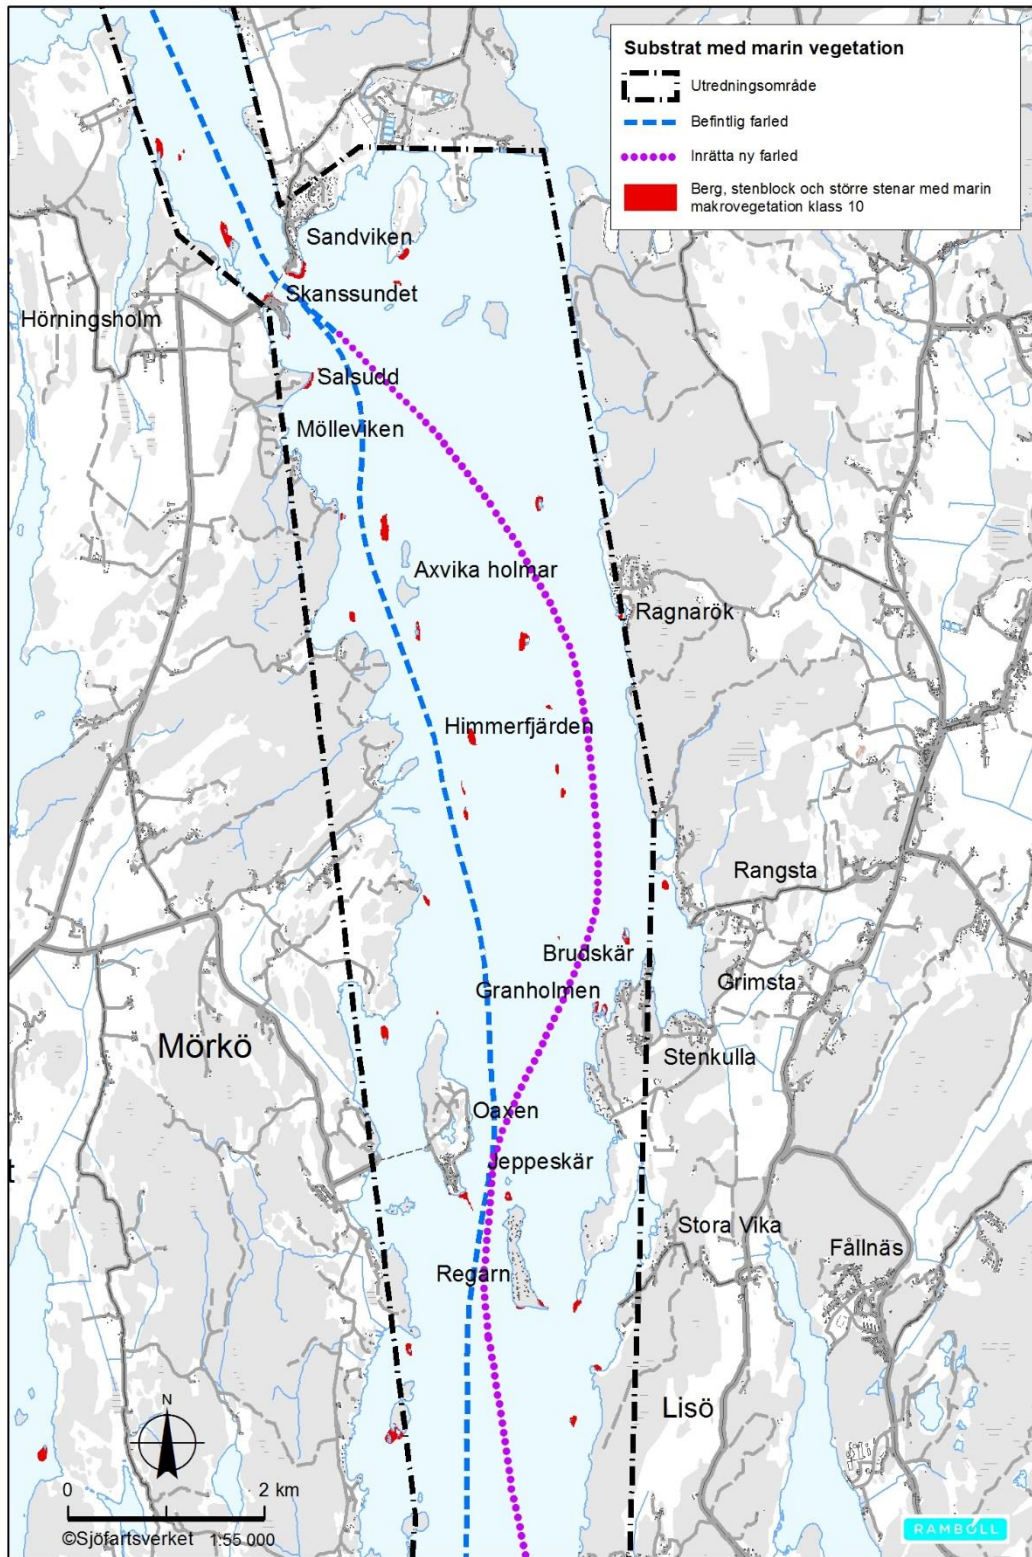 Substrat med marin vegetation
Utredningsområde
Befintlig farled
Inrätta ny farled
Berg, stenblock och större stenar med marin
makrovegetation klass 10
Sandviken
Skanssundet
Hörningsholm
Salsudd
Mölleviken
Axvika holmar
Ragnarök
Himmerfjärden
Rangsta
Brudskär
Grimsta
Granholmen
Mörkö
Stenkulla
Oaxen
Jeppeskär
t
Stora Vika
Fållnäs
Regarn
Lisö
N
0 2 km
©Sjöfartsverket 1:55 000
RAMBOLL